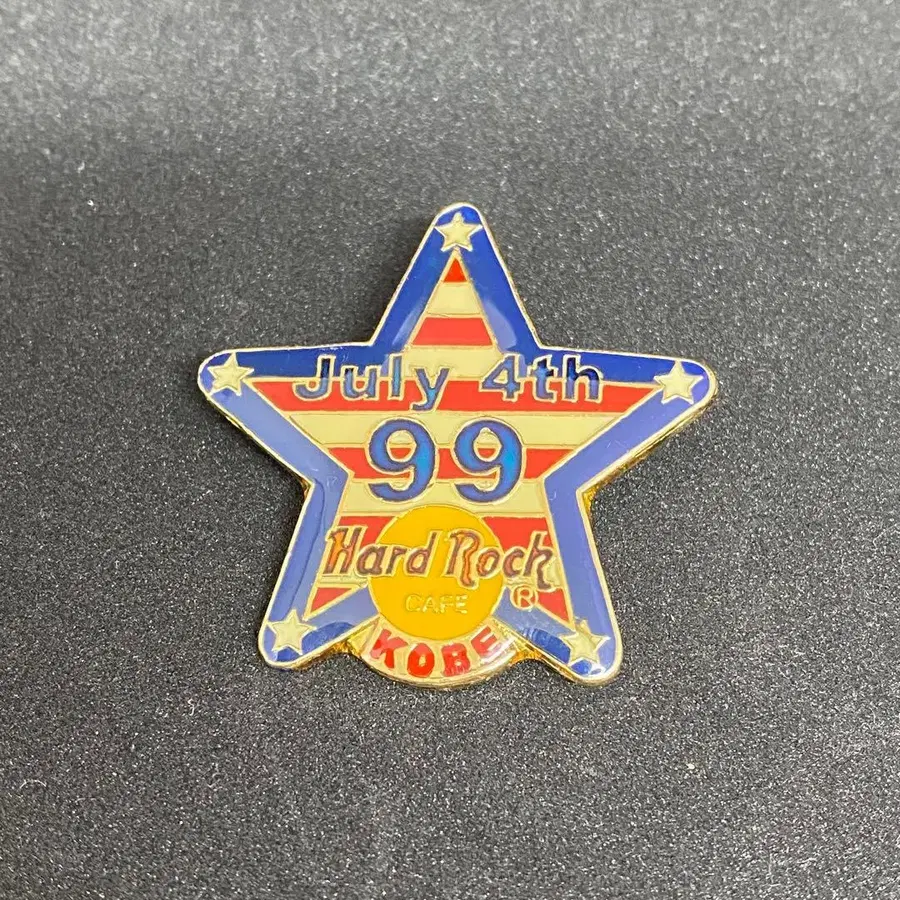 July 4th
99
Hard Rock
CAFE ®
KOBE